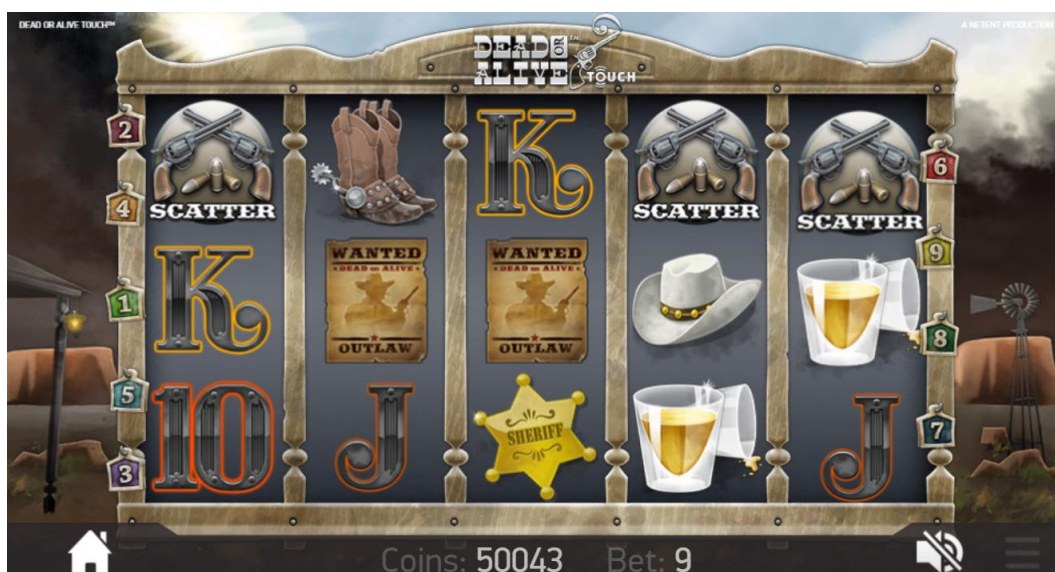 DEAD OR ALIVE TOUCH™
A NETENT PRODUCTION
DEAD OR
ALIVE
TOUCH
2
4
1
5
3
6
9
8
7
SCATTER
K
SCATTER
SCATTER
K
WANTED
DEAD OR ALIVE
OUTLAW
WANTED
DEAD OR ALIVE
OUTLAW
10
J
SHERIFF
J
Coins: 50043 Bet: 9